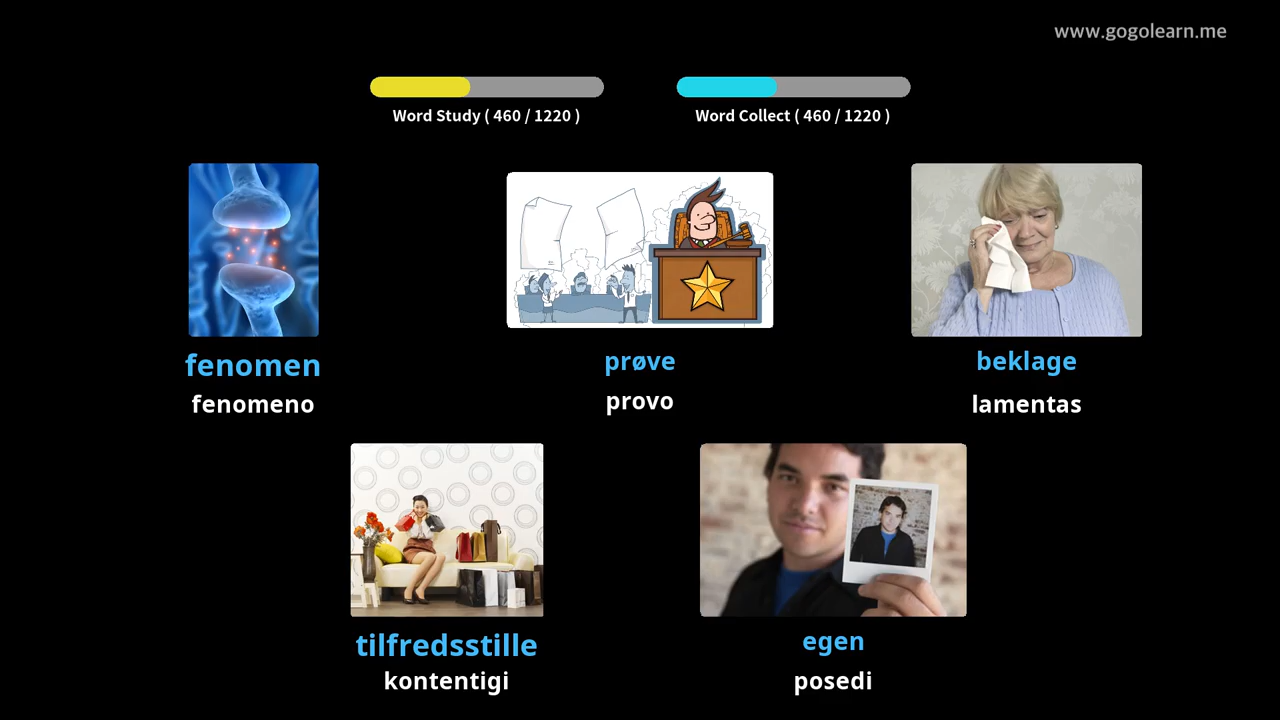 www.gogolearn.me
Word Study ( 460 / 1220 )
Word Collect ( 460 / 1220 )
fenomen
fenomeno
prøve
provo
beklage
lamentas
tilfredsstille
kontentigi
egen
posedi